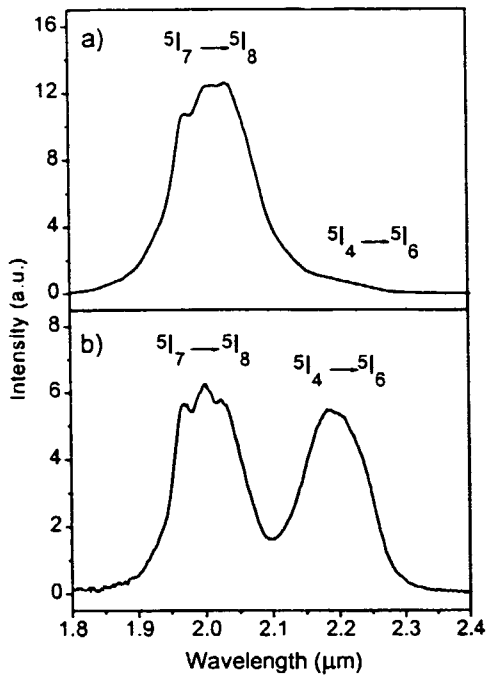 16
a)
⁵I₇ → ⁵I₈
12
8
⁵I₄ → ⁵I₆
4
0
Intensity (a.u.)
8
b)
⁵I₇ → ⁵I₈
⁵I₄ → ⁵I₆
6
4
2
0
1.8 1.9 2.0 2.1 2.2 2.3 2.4
Wavelength (μm)